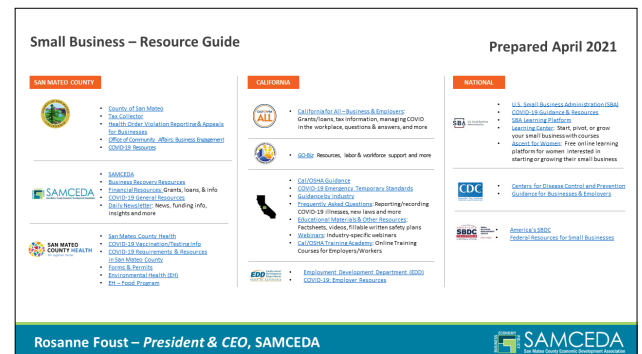 Small Business – Resource Guide
Prepared April 2021
SAN MATEO COUNTY
County of San Mateo
Tax Collector
Health Order Violation Reporting & Appeals
for Businesses
Office of Community Affairs: Business Engagement
COVID-19 Resources
SAMCEDA
SAMCEDA
Business Recovery Resources
Financial Resources: Grants, loans, & info
COVID-19 General Resources
Daily Newsletter: News, funding info,
insights and more
SAN MATEO
COUNTY HEALTH
San Mateo County Health
COVID-19 Vaccination/Testing Info
COVID-19 Requirements & Resources
in San Mateo County
Forms & Permits
Environmental Health (EH)
EH – Food Program
CALIFORNIA
ALL
California for All – Business & Employers:
Grants/loans, tax information, managing COVID
in the workplace, questions & answers, and more
GO-Biz: Resources, labor & workforce support and more
Cal/OSHA Guidance
COVID-19 Emergency Temporary Standards
Guidance by Industry
Frequently Asked Questions: Reporting/recording
COVID-19 illnesses, new laws and more
Educational Materials & Other Resources:
Factsheets, videos, fillable written safety plans
Webinars: Industry-specific webinars
Cal/OSHA Training Academy: Online Training
Courses for Employers/Workers
EDD
Employment Development Department (EDD)
COVID-19: Employer Resources
NATIONAL
SBA
U.S. Small Business Administration (SBA)
COVID-19 Guidance & Resources
SBA Learning Platform
Learning Center: Start, pivot, or grow
your small business with courses
Ascent for Women: Free online learning
platform for women interested in
starting or growing their small business
CDC
Centers for Disease Control and Prevention
Guidance for Businesses
SBDC
America's SBDC
Federal Resources for Small Businesses
Rosanne Foust – President & CEO, SAMCEDA
SAMCEDA
San Mateo County Economic Development Association